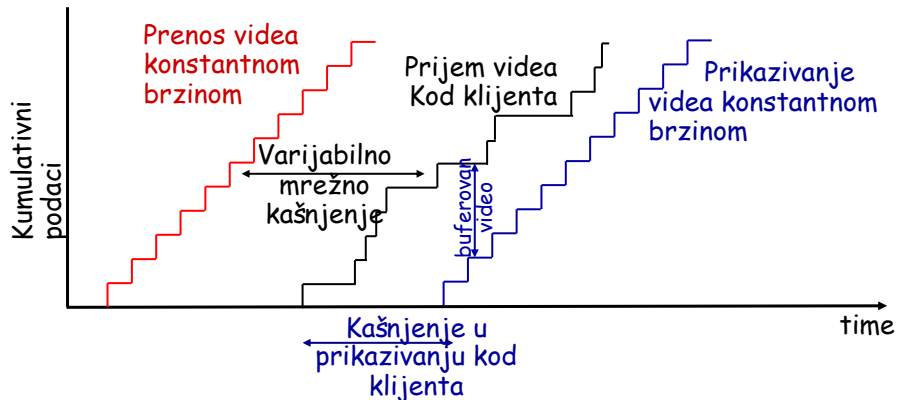 Prenos videa
konstantnom
brzinom
Prijem videa
Kod klijenta
Prikazivanje
videa konstantnom
brzinom
Kumulativni
podaci
Varijabilno
mrežno
kašnjenje
buferovan
video
time
Kašnjenje u
prikazivanju kod
klijenta